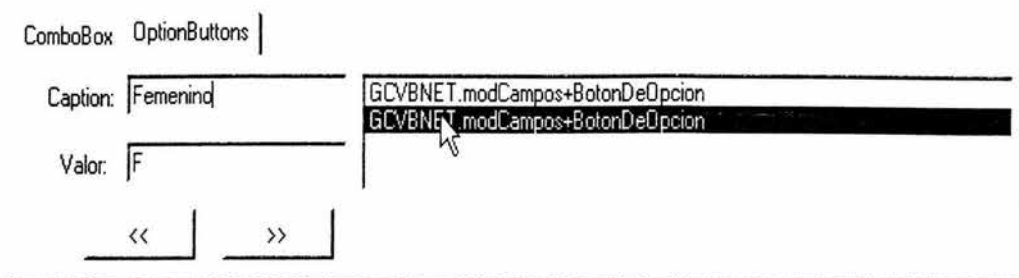 ComboBox OptionButtons
Caption: Femenino
GCVBNET.modCampos+BotonDeOpcion
GCVBNET.modCampos+BotonDeOpcion
Valor: F
<< >>